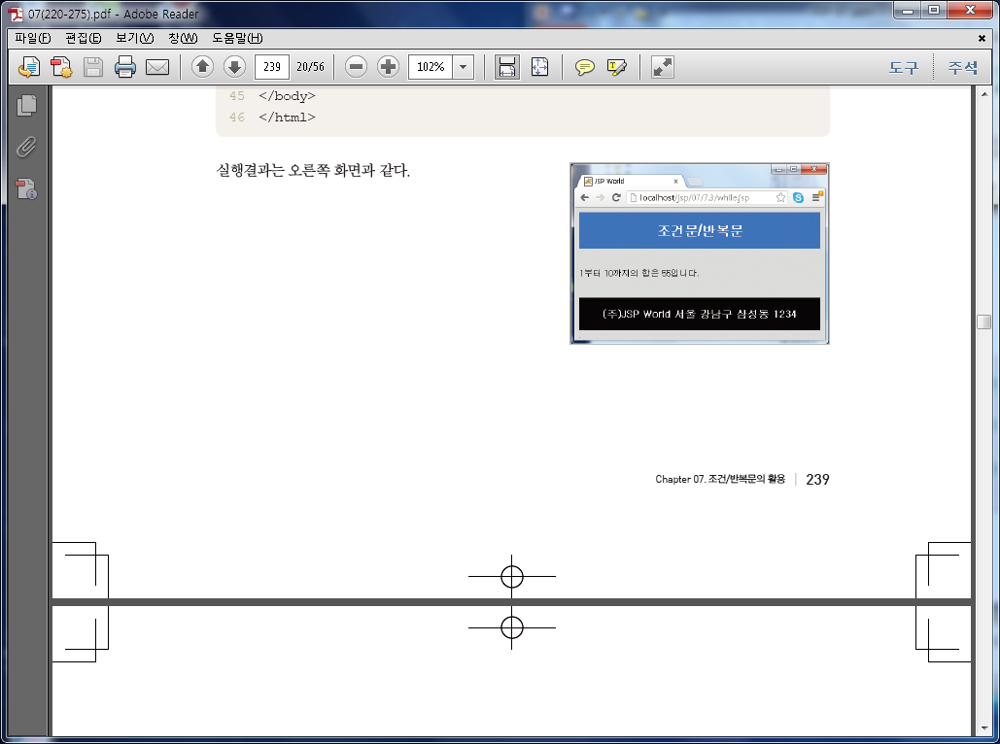 07(220-275).pdf - Adobe Reader
파일(F) 편집(E) 보기(V) 창(W) 도움말(H)
239 20/56 102% 도구 주석
45 </body>
46 </html>
실행결과는 오른쪽 화면과 같다.
JSP World
localhost/jsp/07/7.3/while.jsp
조건문/반복문
1부터 10까지의 합은 55입니다.
(주)JSP World 서울 강남구 삼성동 1234
Chapter 07. 조건/반복문의 활용 | 239